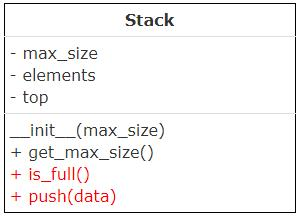 Stack
- max_size
- elements
- top
__init__(max_size)
+ get_max_size()
+ is_full()
+ push(data)